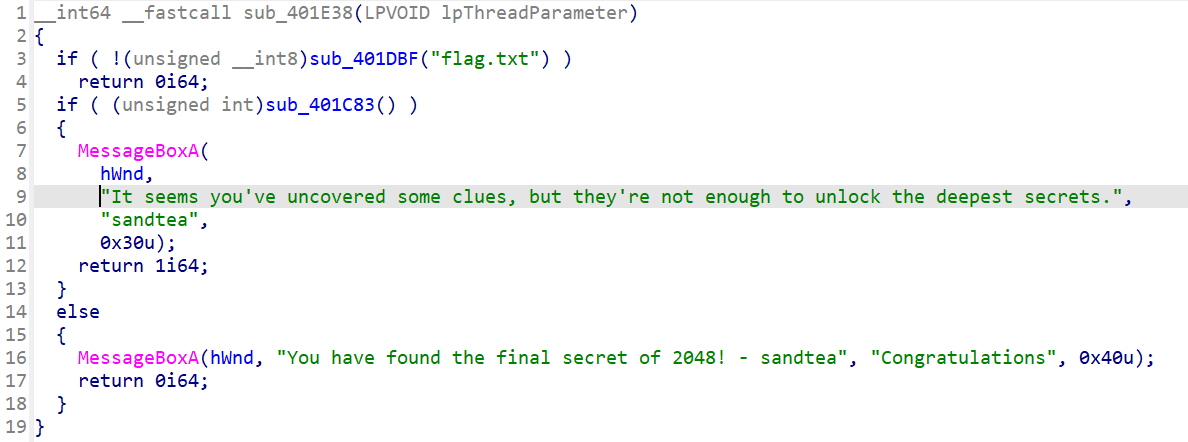 1 __int64 __fastcall sub_401E38(LPVOID lpThreadParameter)
2 {
3   if ( !(unsigned __int8)sub_401DBF("flag.txt") )
4     return 0i64;
5   if ( (unsigned int)sub_401C83() )
6   {
7     MessageBoxA(
8       hWnd,
9       "It seems you've uncovered some clues, but they're not enough to unlock the deepest secrets.",
10       "sandtea",
11       0x30u);
12     return 1i64;
13   }
14   else
15   {
16     MessageBoxA(hWnd, "You have found the final secret of 2048! - sandtea", "Congratulations", 0x40u);
17     return 0i64;
18   }
19 }